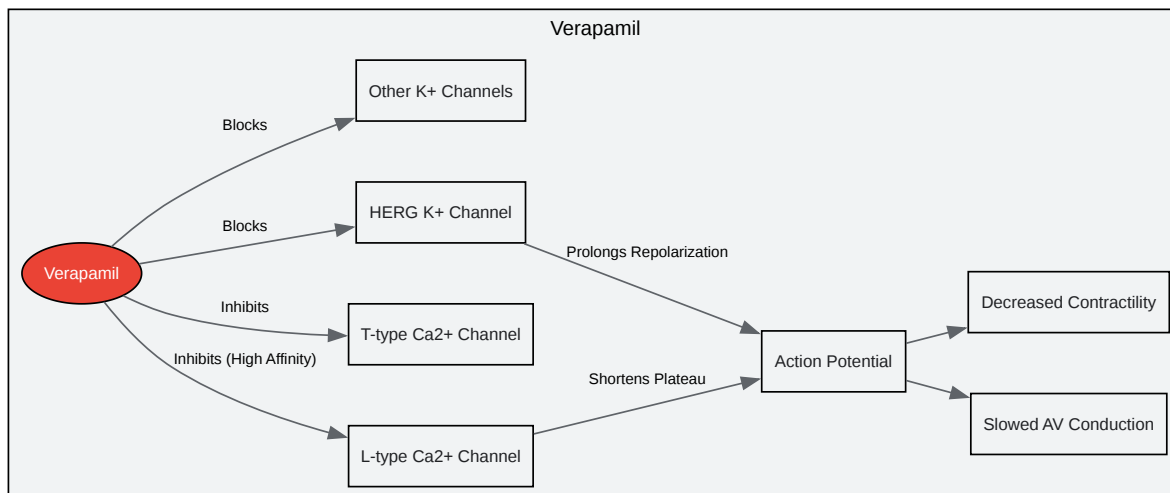 Verapamil
Other K+ Channels
Blocks
HERG K+ Channel
Blocks
Prolongs Repolarization
Verapamil
Decreased Contractility
Inhibits
T-type Ca2+ Channel
Inhibits (High Affinity)
Action Potential
Shortens Plateau
Slowed AV Conduction
L-type Ca2+ Channel